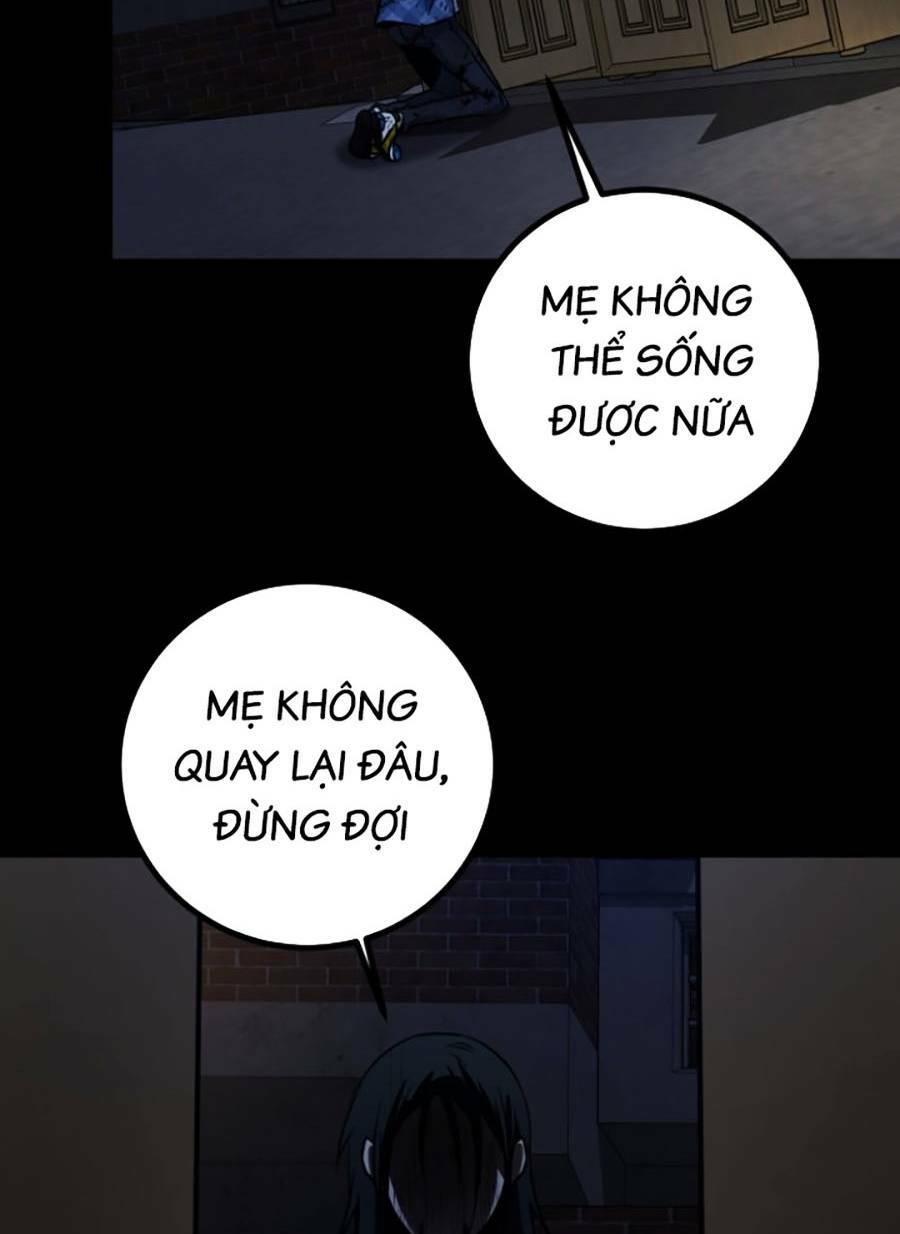 MẸ KHÔNG
THỂ SỐNG
ĐƯỢC NỮA
MẸ KHÔNG
QUAY LẠI ĐÂU,
ĐỪNG ĐỢI